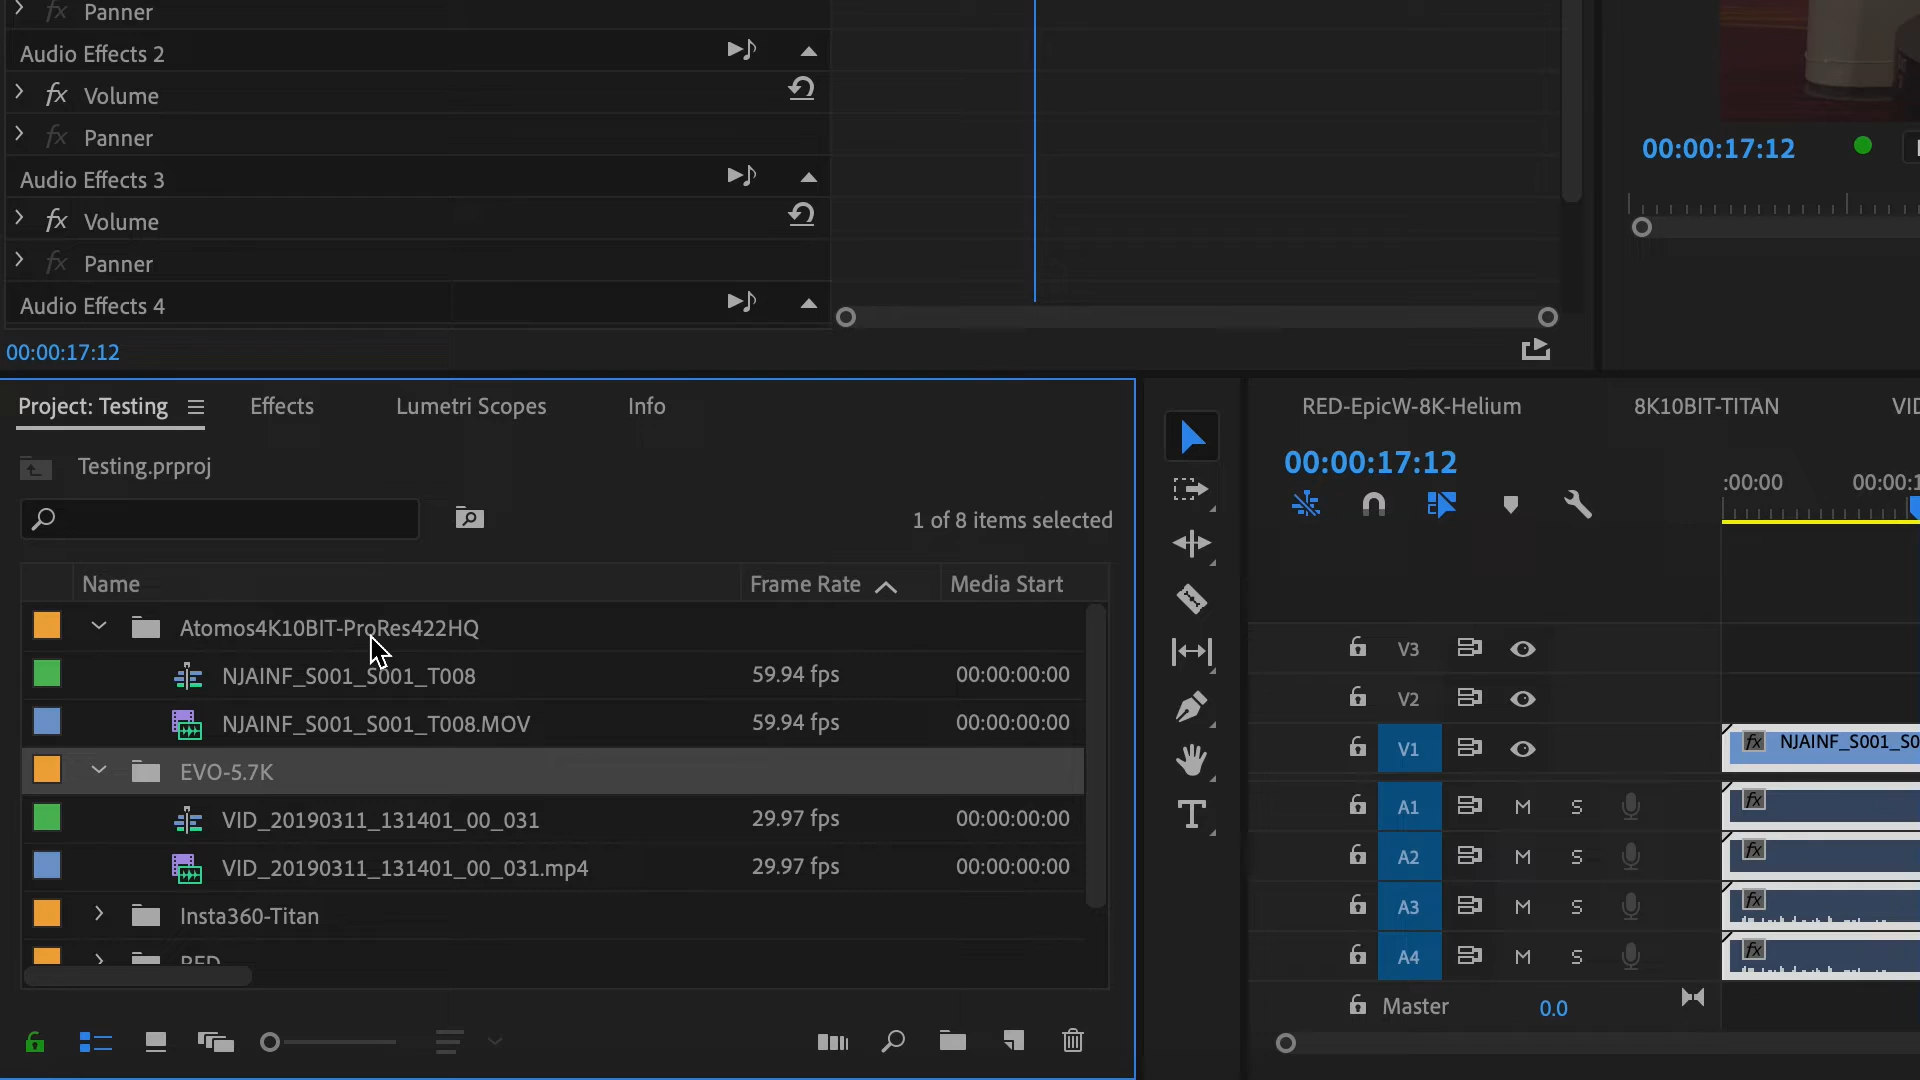 fx Panner
Audio Effects 2
fx Volume
fx Panner
Audio Effects 3
fx Volume
fx Panner
Audio Effects 4
00:00:17:12
00:00:17:12
Project: Testing
Effects
Lumetri Scopes
Info
Testing.prproj
1 of 8 items selected
Name
Frame Rate
Media Start
Atomos4K10BIT-ProRes422HQ
NJAINF_S001_S001_T008 59.94 fps 00:00:00:00
NJAINF_S001_S001_T008.MOV 59.94 fps 00:00:00:00
EVO-5.7K
VID_20190311_131401_00_031 29.97 fps 00:00:00:00
VID_20190311_131401_00_031.mp4 29.97 fps 00:00:00:00
Insta360-Titan
RED
T
RED-EpicW-8K-Helium
8K10BIT-TITAN
VID
00:00:17:12
:00:00
00:00:1
V3
V2
V1
fx NJAINF_S001_S0
A1 M S fx
A2 M S fx
A3 M S fx
A4 M S fx
Master 0.0